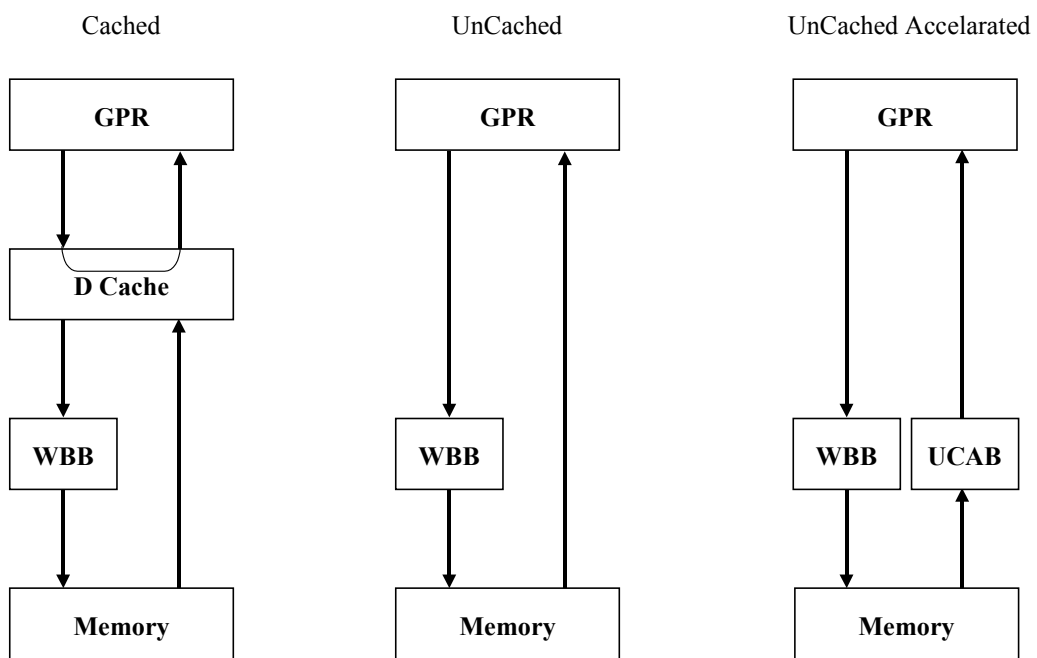 Cached
UnCached
UnCached Accelarated
GPR
GPR
GPR
D Cache
WBB
WBB
WBB
UCAB
Memory
Memory
Memory